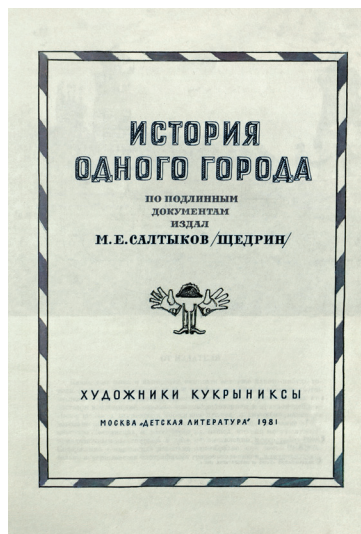 ИСТОРИЯ
ОДНОГО ГОРОДА
ПО ПОДЛИННЫМ
ДОКУМЕНТАМ
ИЗДАЛ
М.Е.САЛТЫКОВ /ЩЕДРИН/
ХУДОЖНИКИ КУКРЫНИКСЫ
МОСКВА „ДЕТСКАЯ ЛИТЕРАТУРА" 1981